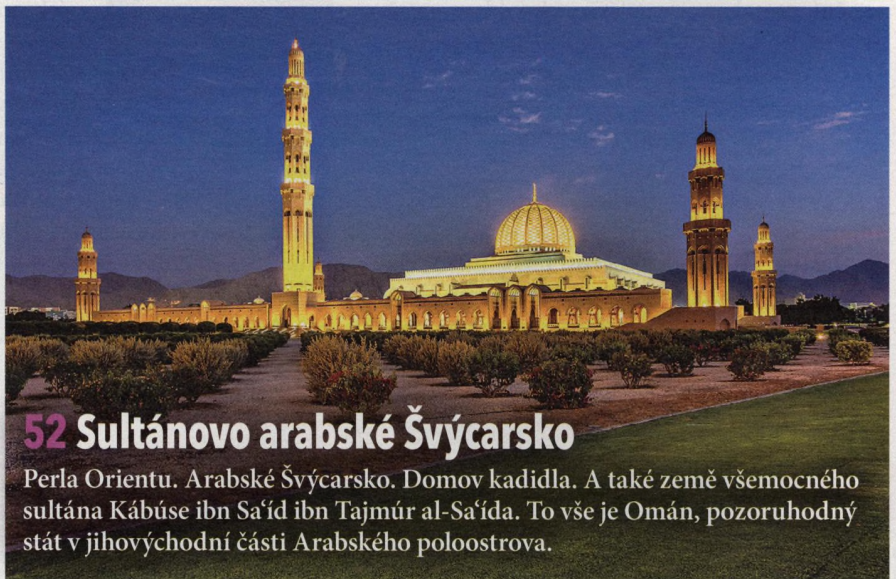 52 Sultánovo arabské Švýcarsko
Perla Orientu. Arabské Švýcarsko. Domov kadidla. A také země všemocného
sultána Kábúse ibn Sa‘íd ibn Tajmúr al-Sa‘ída. To vše je Omán, pozoruhodný
stát v jihovýchodní části Arabského poloostrova.